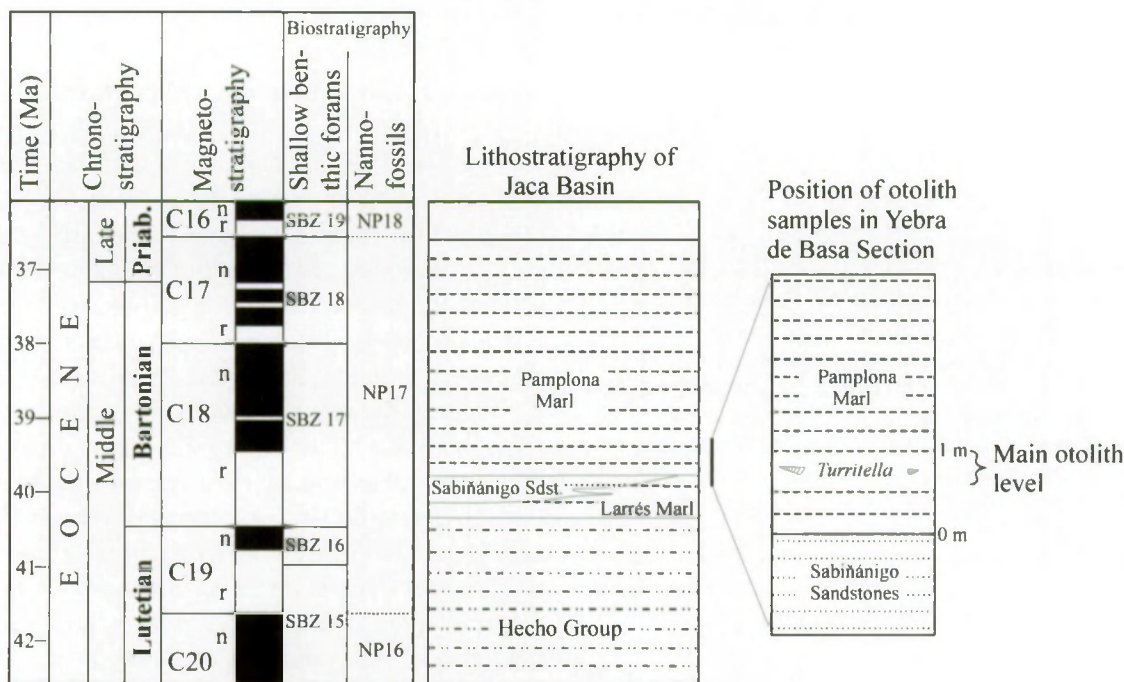 Time (Ma)
Chrono-
stratigraphy
Magneto-
stratigraphy
Biostratigraphy
Shallow ben-
thic forams
Nanno-
fossils
37
38
39
40
41
42
EOCENE
Late
Middle
Priab.
Bartonian
Lutetian
C16 n
r
C17 n
r
C18 n
r
C19 n
r
C20 n
SBZ 19
SBZ 18
SBZ 17
SBZ 16
SBZ 15
NP18
NP17
NP16
Lithostratigraphy of
Jaca Basin
Pamplona
Marl
Sabiñánigo Sdst.
Larrés Marl
Hecho Group
Position of otolith
samples in Yebra
de Basa Section
Pamplona
Marl
1 m
Turritella
Main otolith
level
0 m
Sabiñánigo
Sandstones